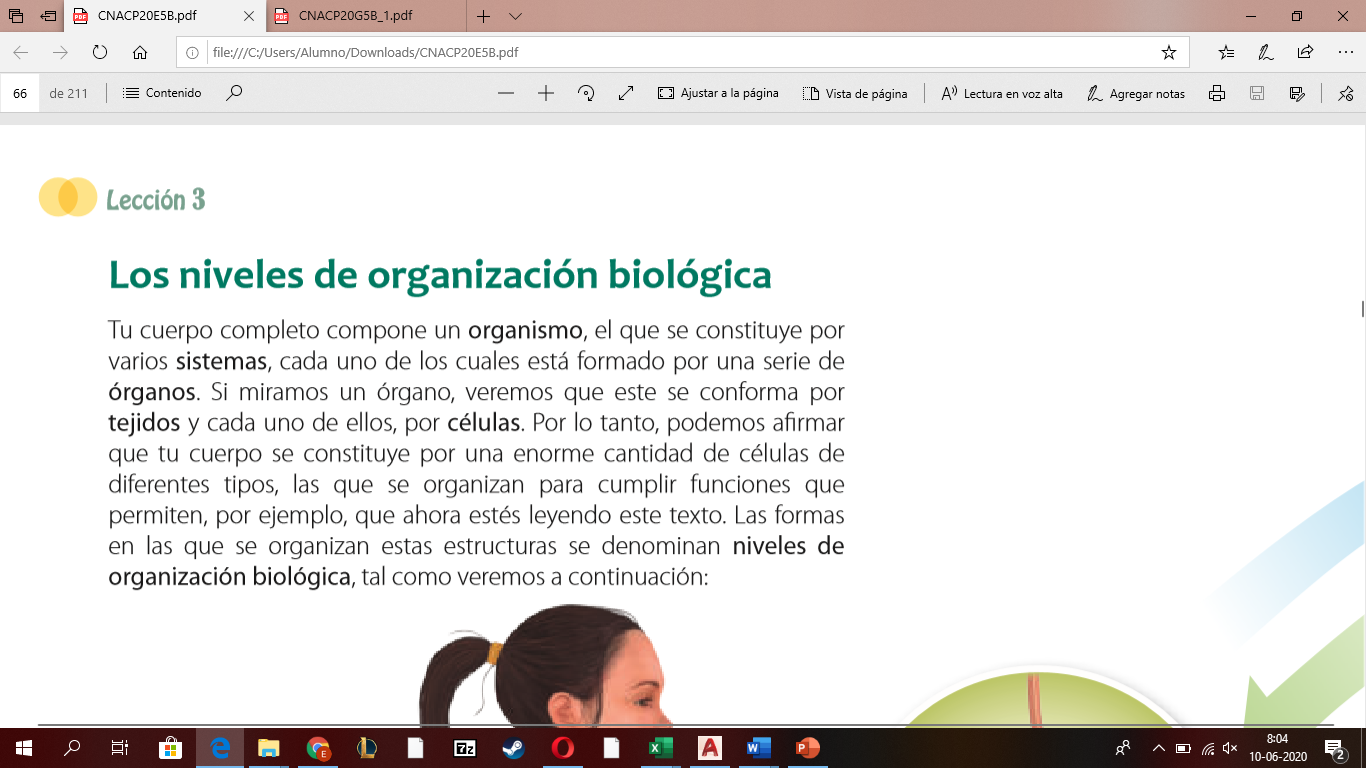 CNACP20E5B.pdf
CNACP20G5B_1.pdf
file:///C:/Users/Alumno/Downloads/CNACP20E5B.pdf
66 de 211 Contenido Ajustar a la página Vista de página Lectura en voz alta Agregar notas
Lección 3
Los niveles de organización biológica
Tu cuerpo completo compone un organismo, el que se constituye por
varios sistemas, cada uno de los cuales está formado por una serie de
órganos. Si miramos un órgano, veremos que este se conforma por
tejidos y cada uno de ellos, por células. Por lo tanto, podemos afirmar
que tu cuerpo se constituye por una enorme cantidad de células de
diferentes tipos, las que se organizan para cumplir funciones que
permiten, por ejemplo, que ahora estés leyendo este texto. Las formas
en las que se organizan estas estructuras se denominan niveles de
organización biológica, tal como veremos a continuación:
8:04
10-06-2020
2